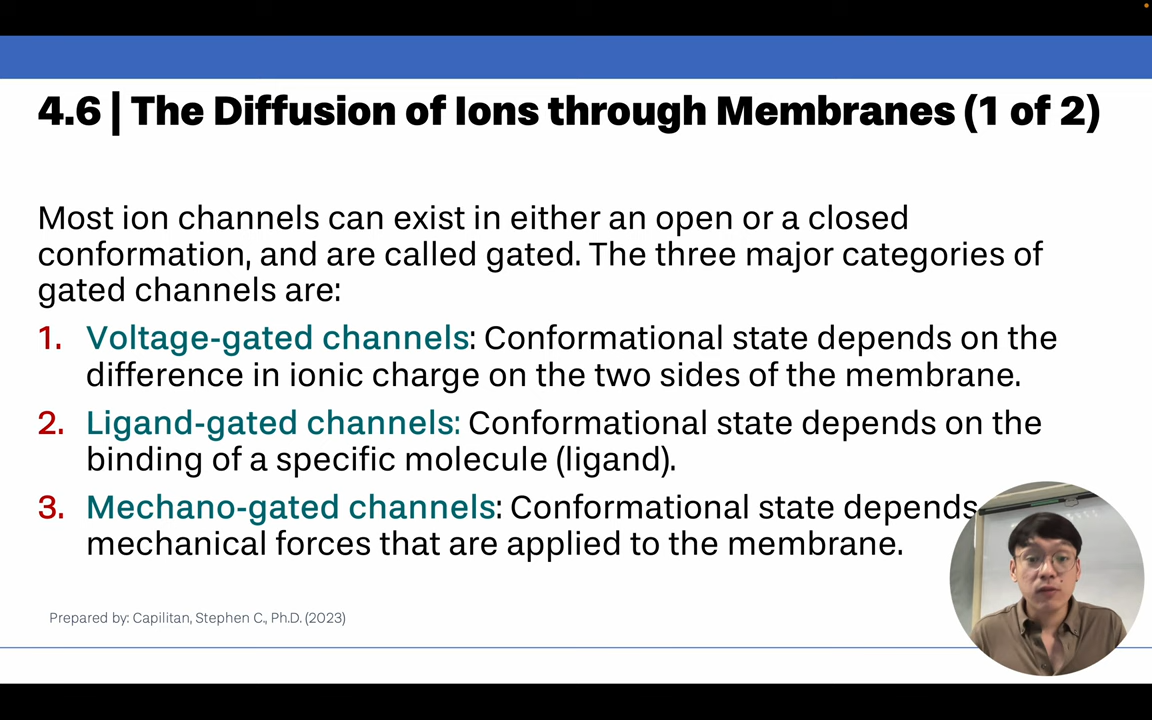 4.6 | The Diffusion of Ions through Membranes (1 of 2)
Most ion channels can exist in either an open or a closed
conformation, and are called gated. The three major categories of
gated channels are:
1. Voltage-gated channels: Conformational state depends on the
difference in ionic charge on the two sides of the membrane.
2. Ligand-gated channels: Conformational state depends on the
binding of a specific molecule (ligand).
3. Mechano-gated channels: Conformational state depends
mechanical forces that are applied to the membrane.
Prepared by: Capilitan, Stephen C., Ph.D. (2023)